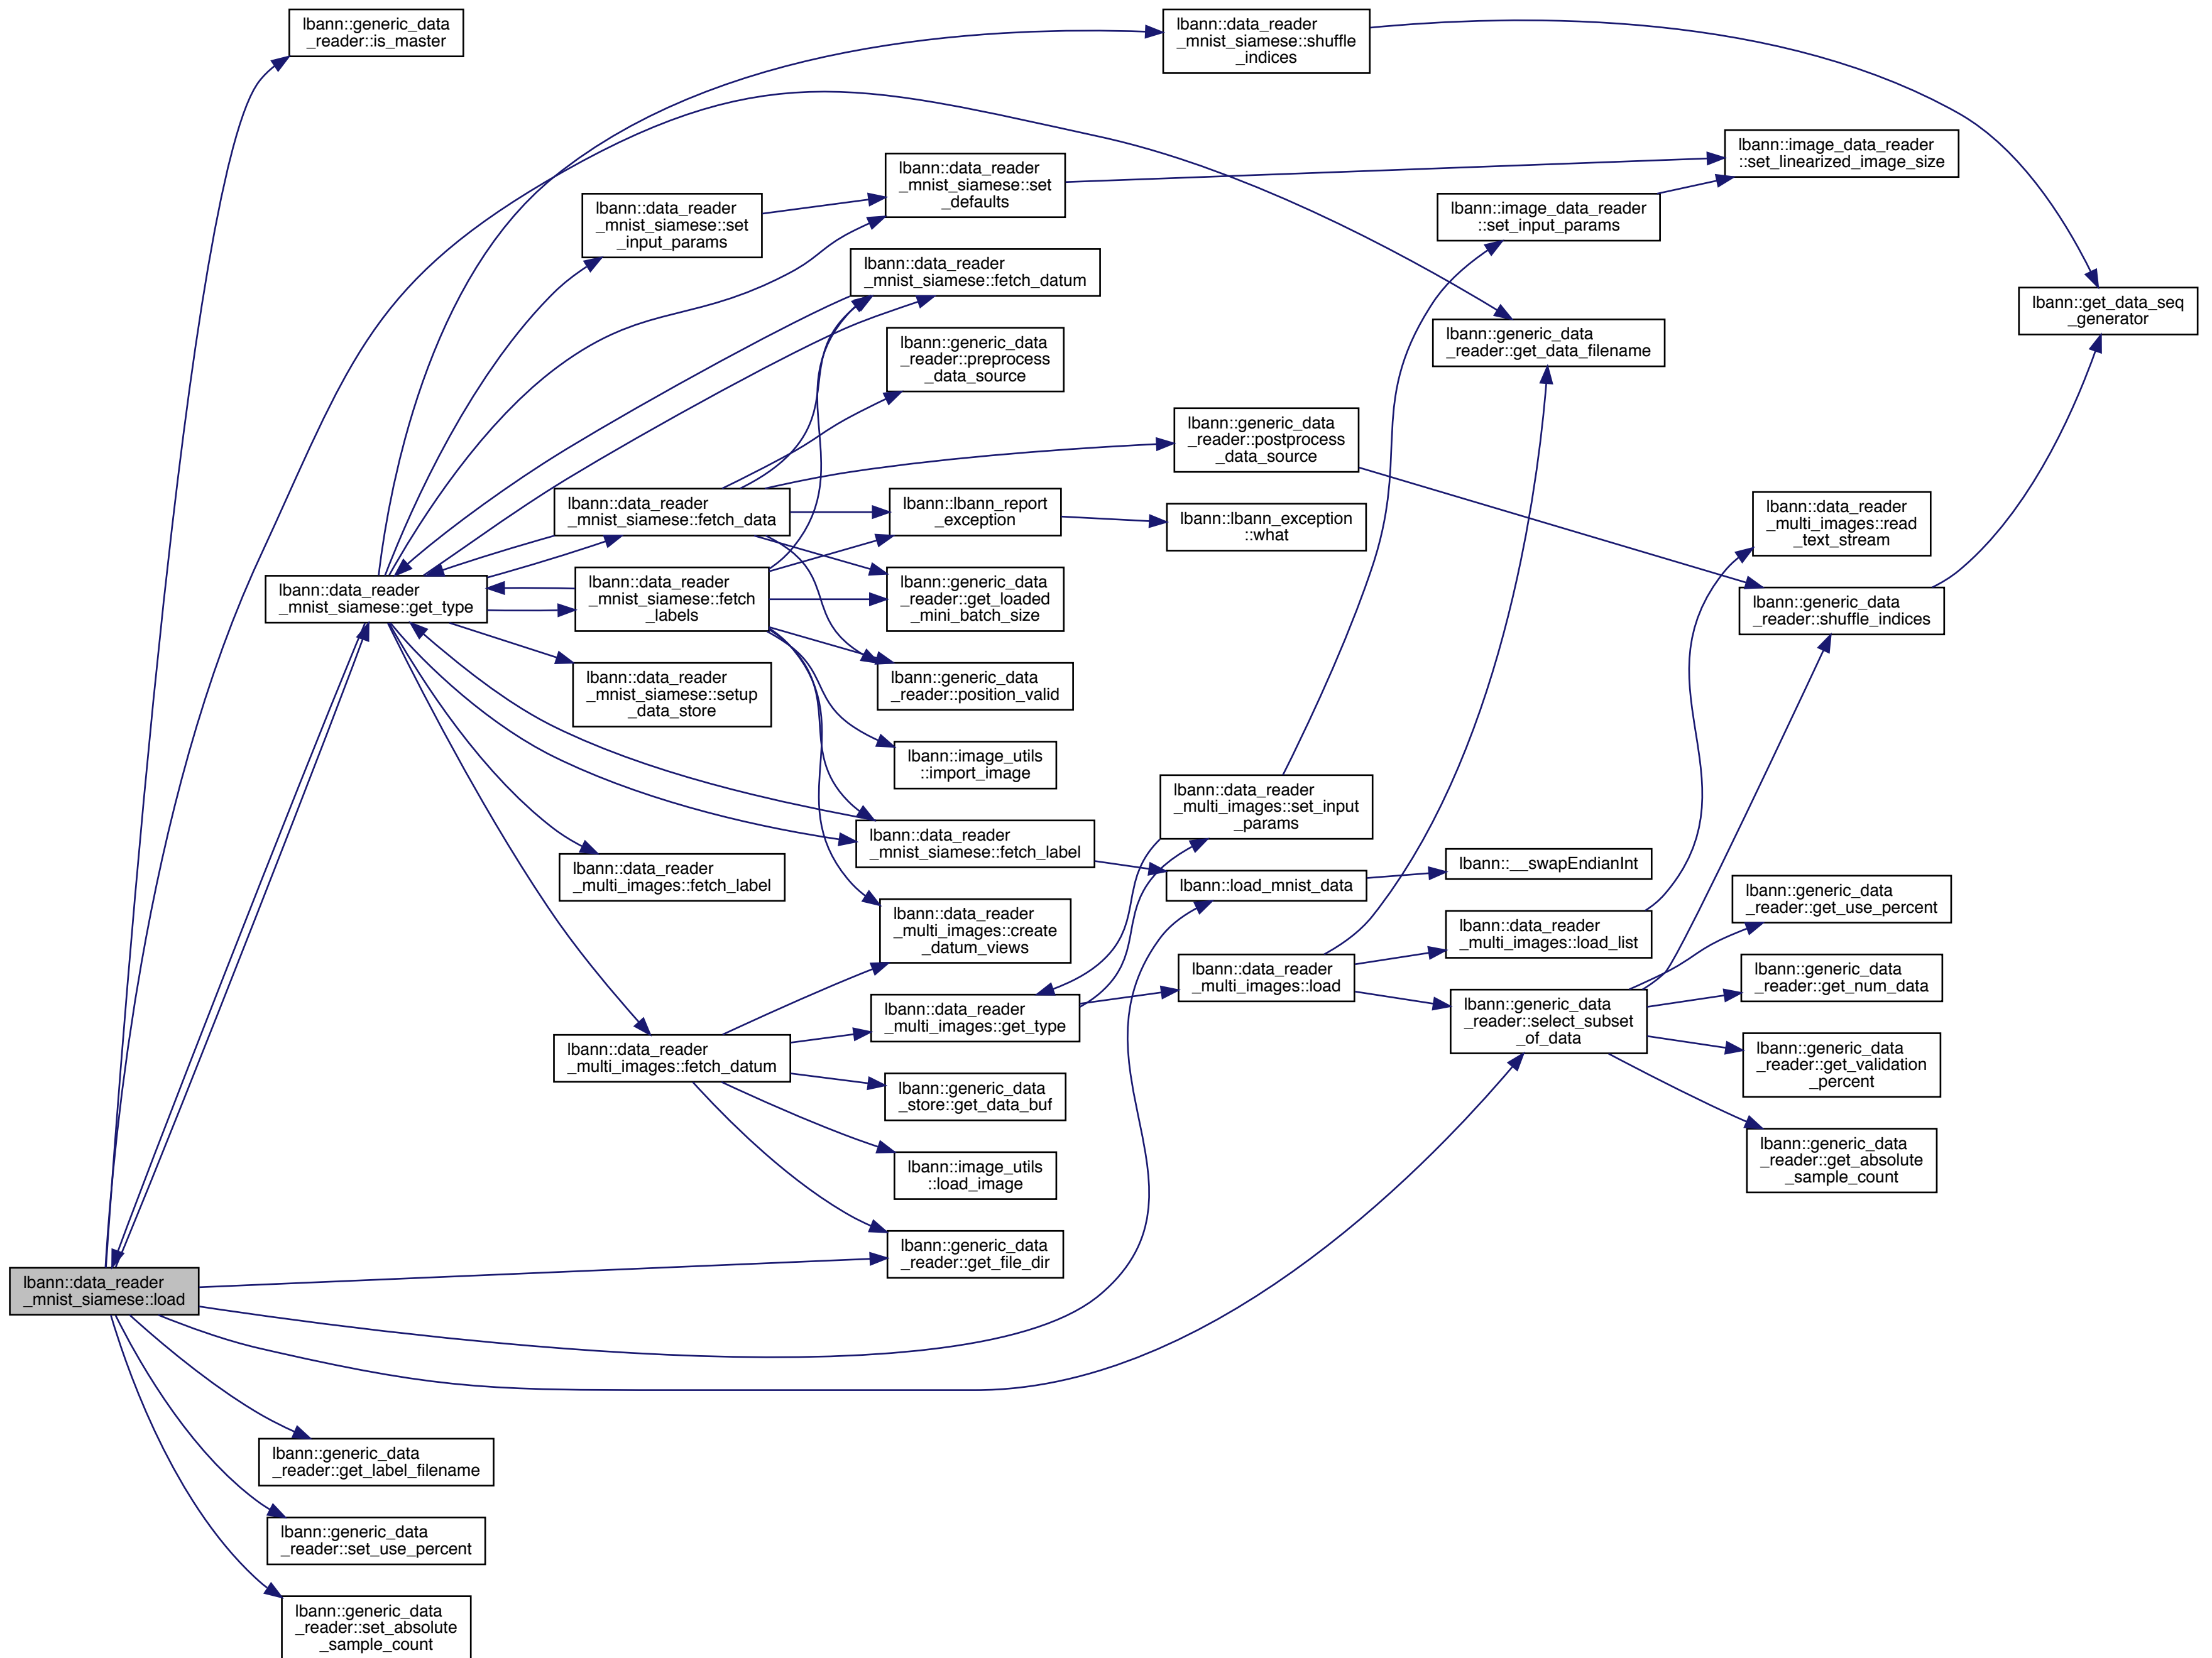 lbann::generic_data
_reader::is_master
lbann::data_reader
_mnist_siamese::shuffle
_indices
lbann::image_data_reader
::set_linearized_image_size
lbann::data_reader
_mnist_siamese::set
_defaults
lbann::data_reader
_mnist_siamese::set
_input_params
lbann::image_data_reader
::set_input_params
lbann::data_reader
_mnist_siamese::fetch_datum
lbann::get_data_seq
_generator
lbann::generic_data
_reader::get_data_filename
lbann::generic_data
_reader::preprocess
_data_source
lbann::generic_data
_reader::postprocess
_data_source
lbann::data_reader
_mnist_siamese::fetch_data
lbann::lbann_report
_exception
lbann::lbann_exception
::what
lbann::data_reader
_multi_images::read
_text_stream
lbann::data_reader
_mnist_siamese::get_type
lbann::data_reader
_mnist_siamese::fetch
_labels
lbann::generic_data
_reader::get_loaded
_mini_batch_size
lbann::generic_data
_reader::shuffle_indices
lbann::data_reader
_mnist_siamese::setup
_data_store
lbann::generic_data
_reader::position_valid
lbann::image_utils
::import_image
lbann::data_reader
_multi_images::set_input
_params
lbann::data_reader
_mnist_siamese::fetch_label
lbann::data_reader
_multi_images::fetch_label
lbann::load_mnist_data
lbann::__swapEndianInt
lbann::generic_data
_reader::get_use_percent
lbann::data_reader
_multi_images::create
_datum_views
lbann::data_reader
_multi_images::load_list
lbann::data_reader
_multi_images::load
lbann::generic_data
_reader::get_num_data
lbann::data_reader
_multi_images::get_type
lbann::generic_data
_reader::select_subset
_of_data
lbann::data_reader
_multi_images::fetch_datum
lbann::generic_data
_reader::get_validation
_percent
lbann::generic_data
_store::get_data_buf
lbann::generic_data
_reader::get_absolute
_sample_count
lbann::image_utils
::load_image
lbann::generic_data
_reader::get_file_dir
lbann::data_reader
_mnist_siamese::load
lbann::generic_data
_reader::get_label_filename
lbann::generic_data
_reader::set_use_percent
lbann::generic_data
_reader::set_absolute
_sample_count